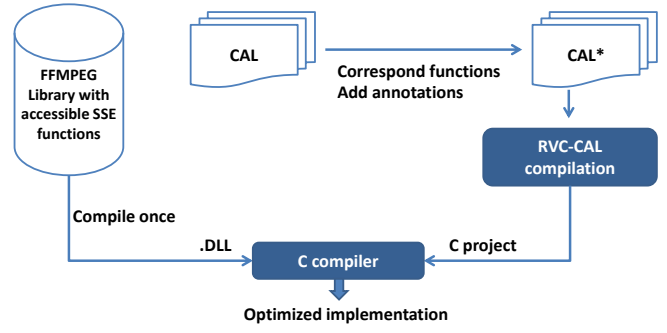 FFMPEG
Library with
accessible SSE
functions
CAL
Correspond functions
Add annotations
CAL*
RVC-CAL
compilation
Compile once
.DLL
C compiler
C project
Optimized implementation